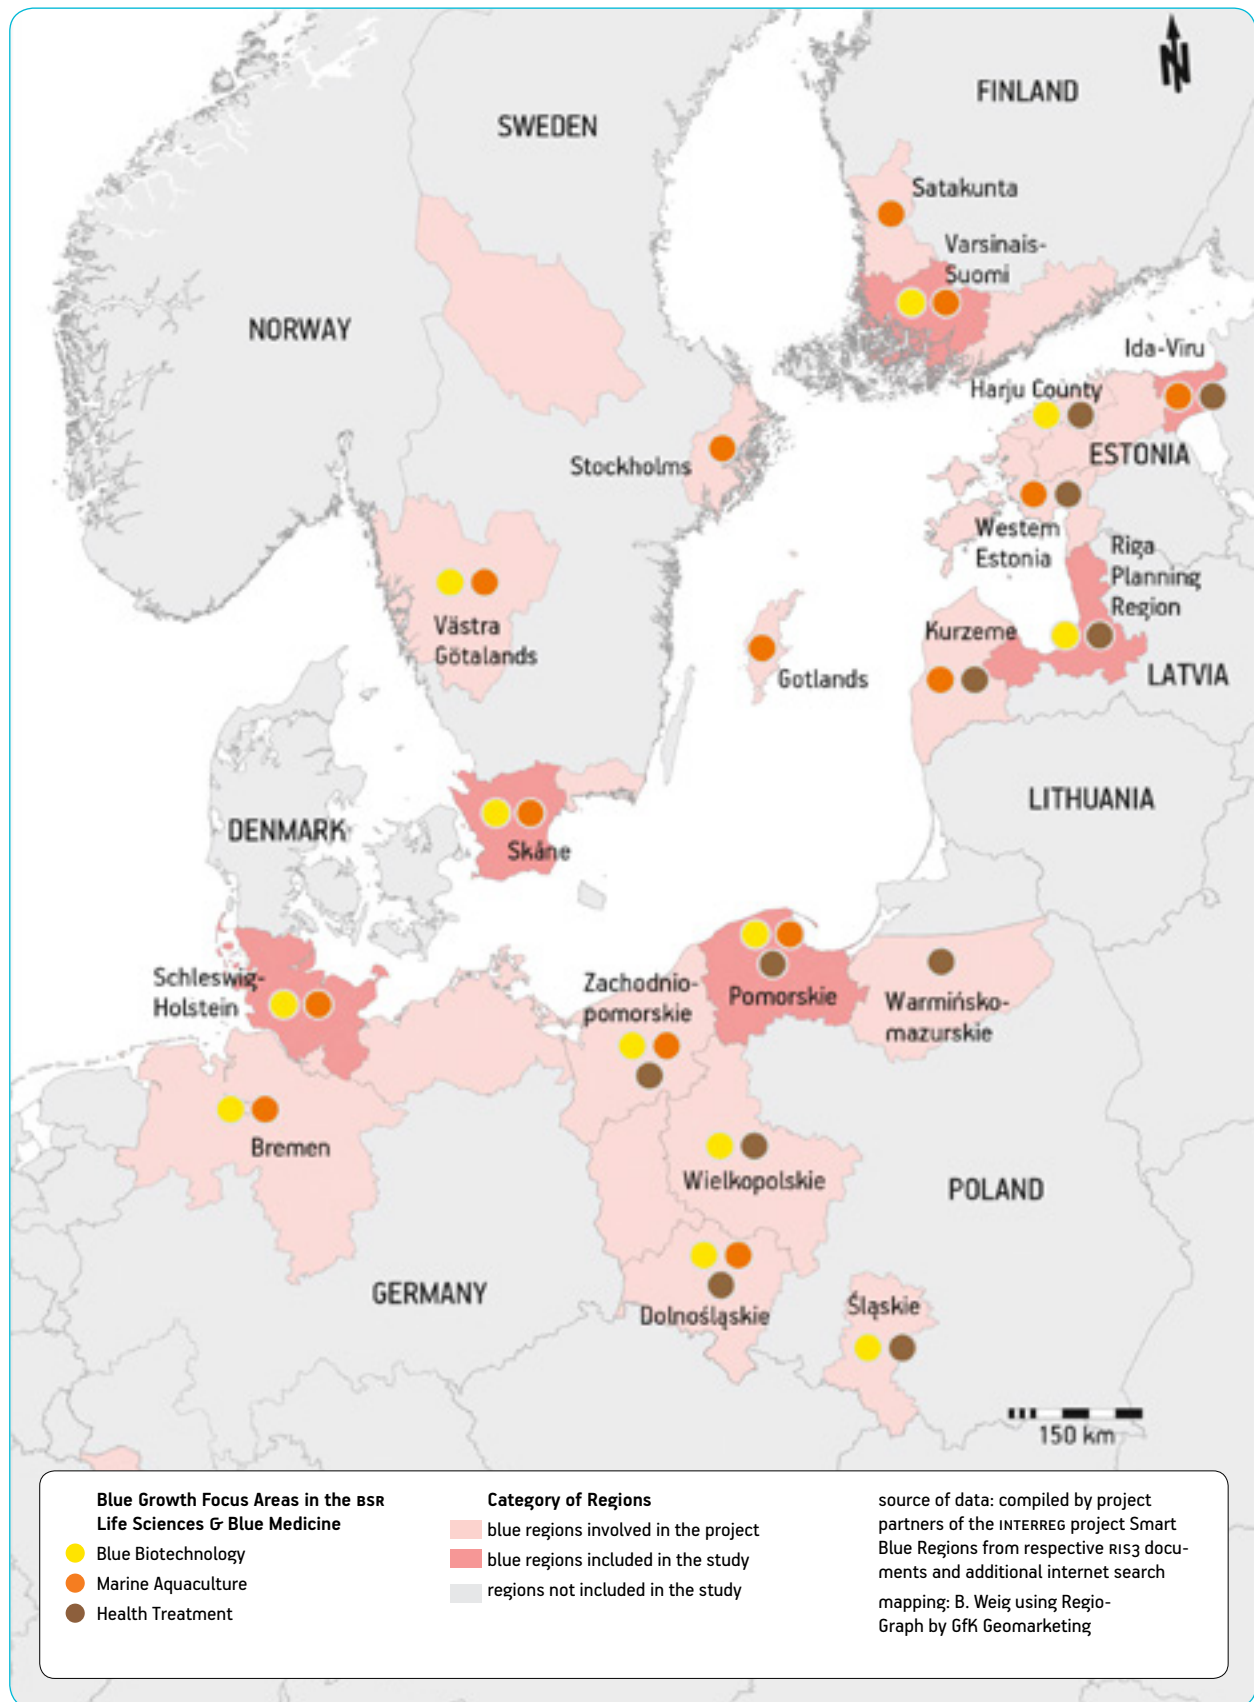 N
FINLAND
SWEDEN
Satakunta
Varsinais-
Suomi
NORWAY
Ida-Viru
Harju County
ESTONIA
Stockholms
Western
Estonia
Riga
Planning
Region
Västra
Götalands
Kurzeme
Gotlands
LATVIA
LITHUANIA
DENMARK
Skåne
Schleswig-
Holstein
Zachodnio-
pomorskie
Pomorskie
Warmińsko-
mazurskie
Bremen
Wielkopolskie
POLAND
GERMANY
Dolnośląskie
Śląskie
150 km
Blue Growth Focus Areas in the BSR
Life Sciences & Blue Medicine
Blue Biotechnology
Marine Aquaculture
Health Treatment
Category of Regions
blue regions involved in the project
blue regions included in the study
regions not included in the study
source of data: compiled by project
partners of the INTERREG project Smart
Blue Regions from respective RIS3 docu-
ments and additional internet search
mapping: B. Weig using Regio-
Graph by GfK Geomarketing